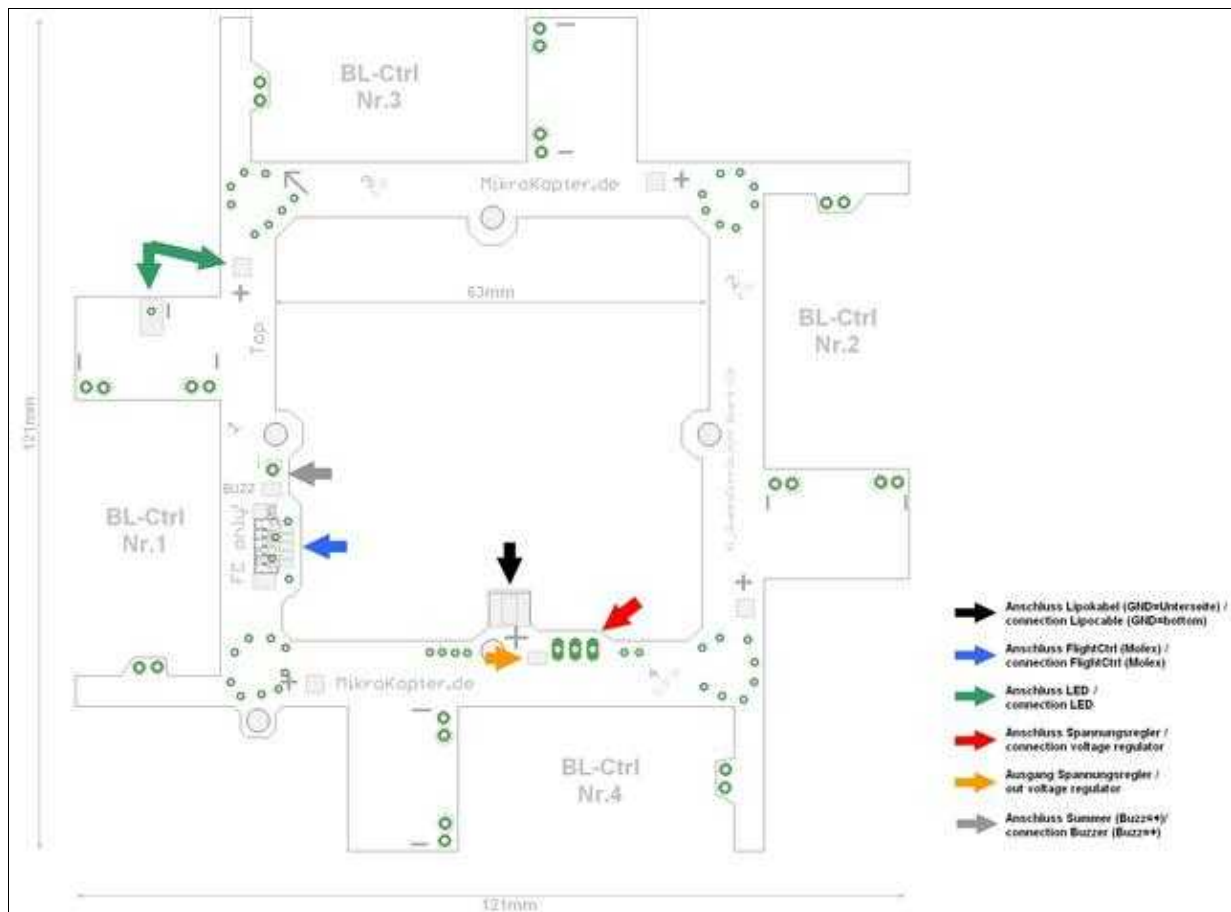 BL-Ctrl
Nr.3
MikroKopter.de
63mm
Top
BL-Ctrl
Nr.2
121mm
BUZZ
BL-Ctrl
Nr.1
FC only
MikroKopter.de
BL-Ctrl
Nr.4
121mm
Anschluss Lipokabel (GND=Unterseite) /
connection Lipocable (GND=bottom)
Anschluss FlightCtrl (Molex) /
connection FlightCtrl (Molex)
Anschluss LED /
connection LED
Anschluss Spannungsregler /
connection voltage regulator
Ausgang Spannungsregler /
out voltage regulator
Anschluss Summer (Buzz=+)/
connection Buzzer (Buzz=+)